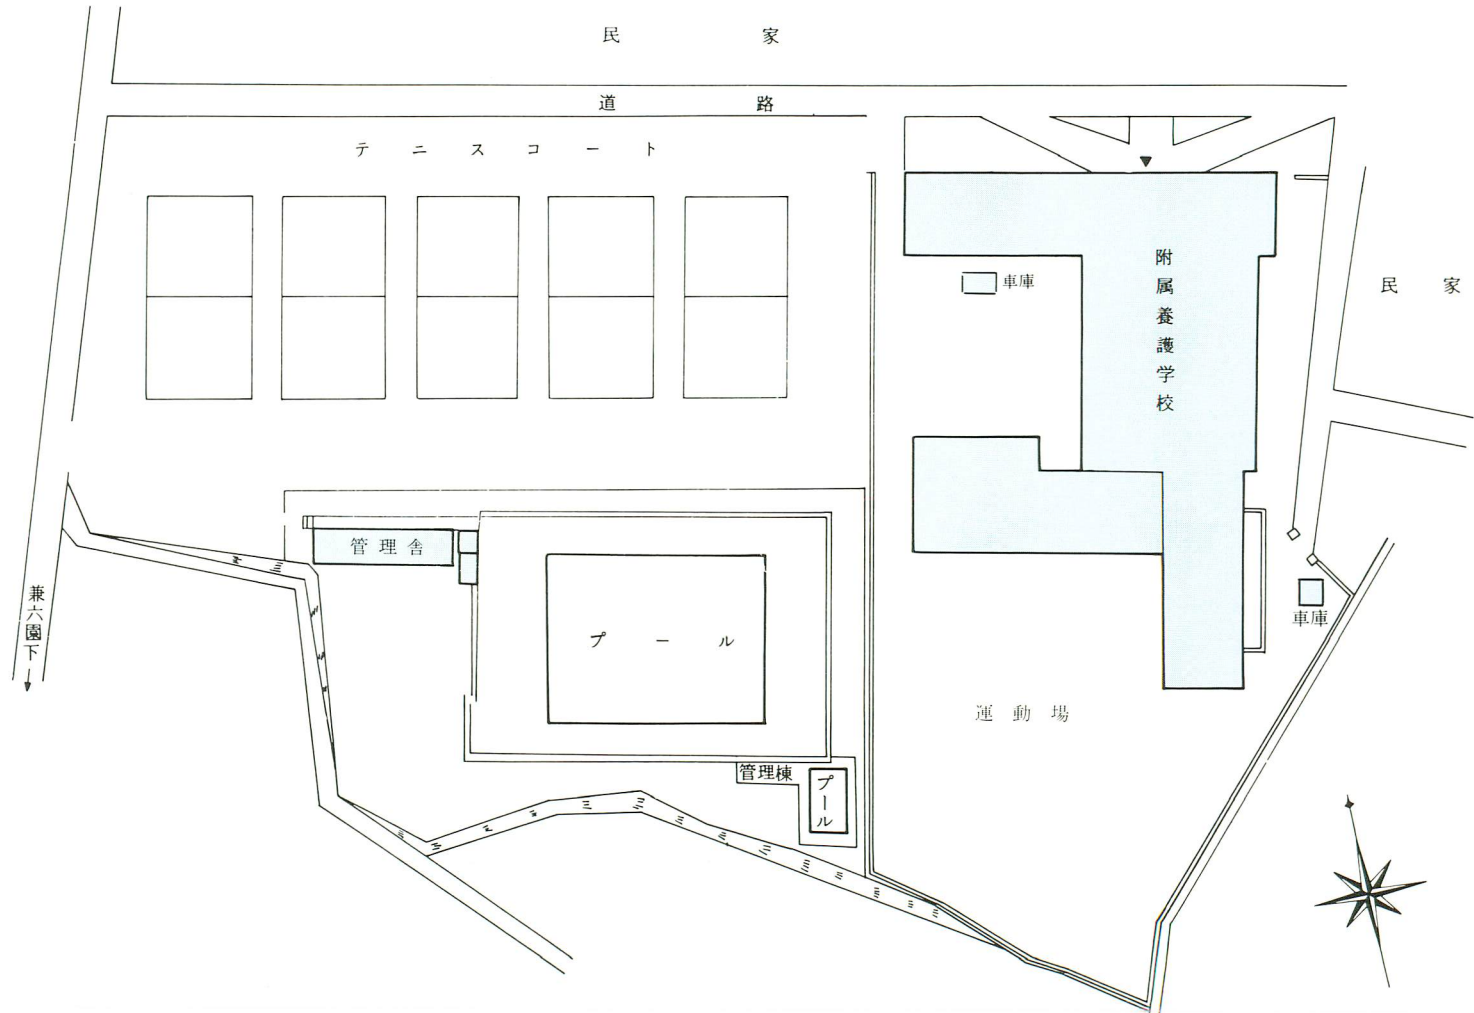 民家
道路
テニスコート
附属養護学校
車庫
民家
管理舎
プール
兼六園下
車庫
運動場
管理棟
プール